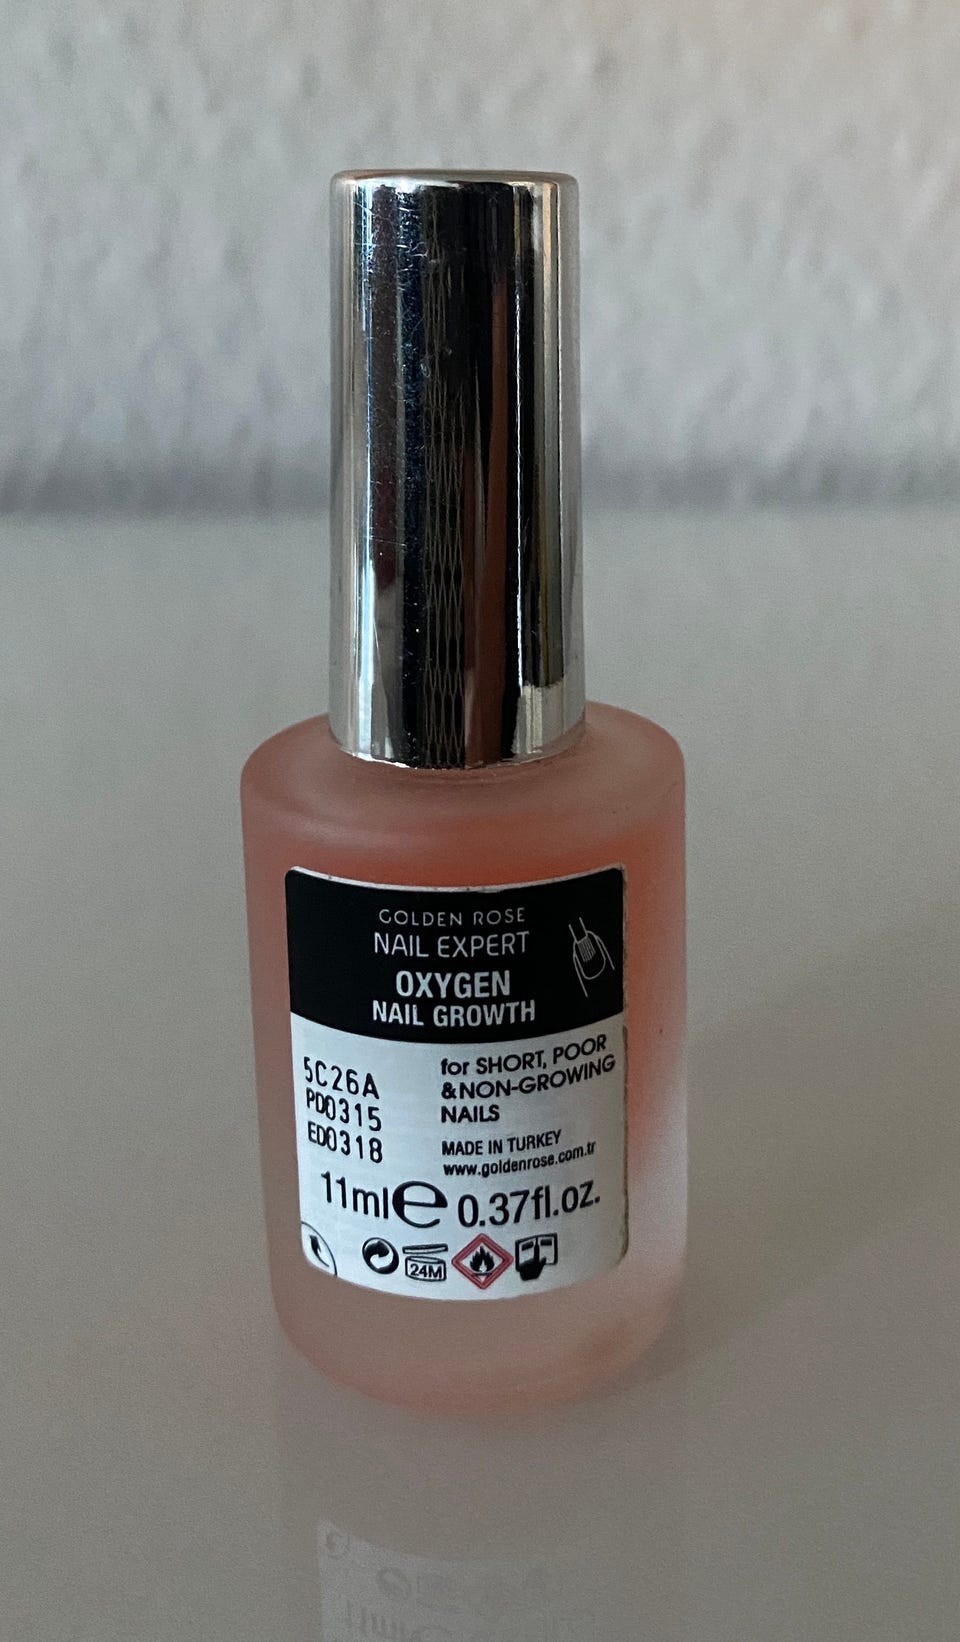 GOLDEN ROSE
NAIL EXPERT
OXYGEN
NAIL GROWTH
5C26A
PD0315
ED0318
for SHORT, POOR
&NON-GROWING
NAILS
MADE IN TURKEY
www.goldenrose.com.tr
11ml e 0.37fl.oz.
24M